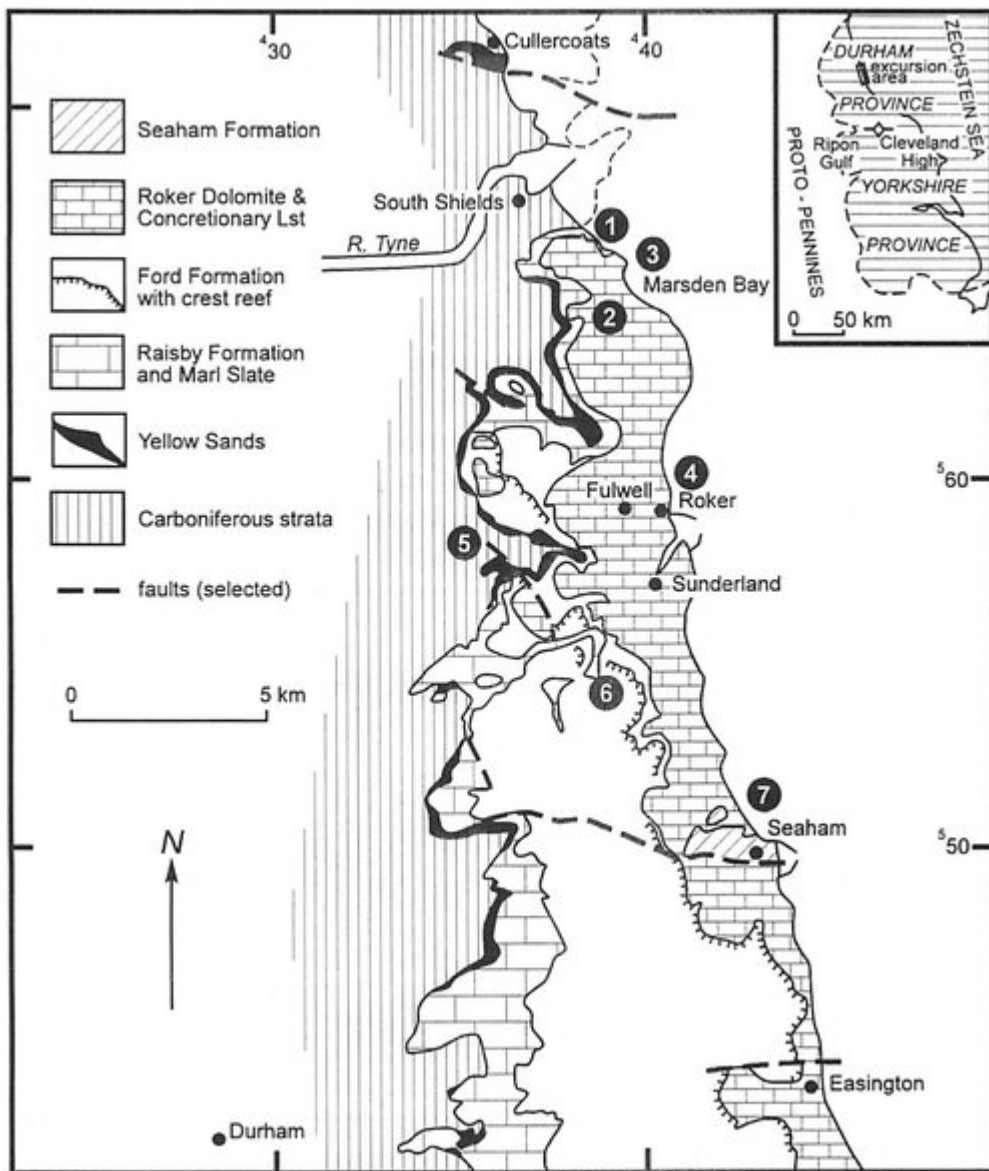 ⁴30
⁴40
Cullercoats
Seaham Formation
Roker Dolomite &
Concretionary Lst
Ford Formation
with crest reef
Raisby Formation
and Marl Slate
Yellow Sands
Carboniferous strata
faults (selected)
0 5 km
N
South Shields
R. Tyne
1
3
Marsden Bay
2
4
Fulwell
Roker
⁵60
5
Sunderland
6
7
Seaham
⁵50
Easington
Durham
DURHAM
excursion
area
PROVINCE
ZECHSTEIN SEA
Ripon
Gulf
Cleveland
High
YORKSHIRE
PROVINCE
PROTO - PENNINES
0 50 km